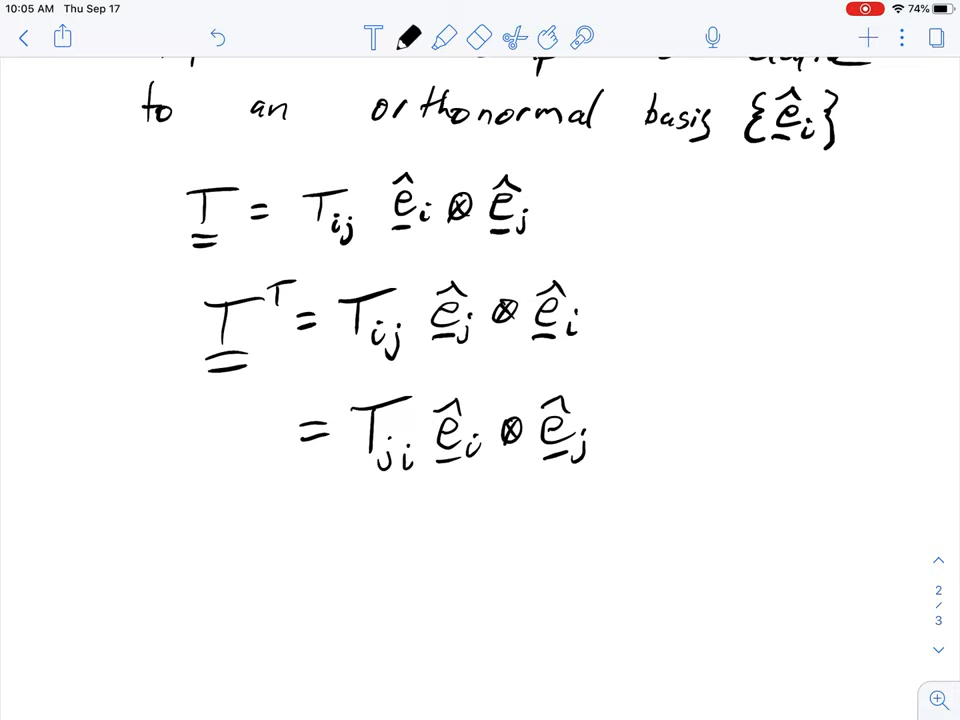 10:05 AM Thu Sep 17
74%
T
to an orthonormal basis {ê_i}
T = T_ij ê_i ⊗ ê_j
T^T = T_ij ê_j ⊗ ê_i
= T_ji ê_i ⊗ ê_j
2
/
3